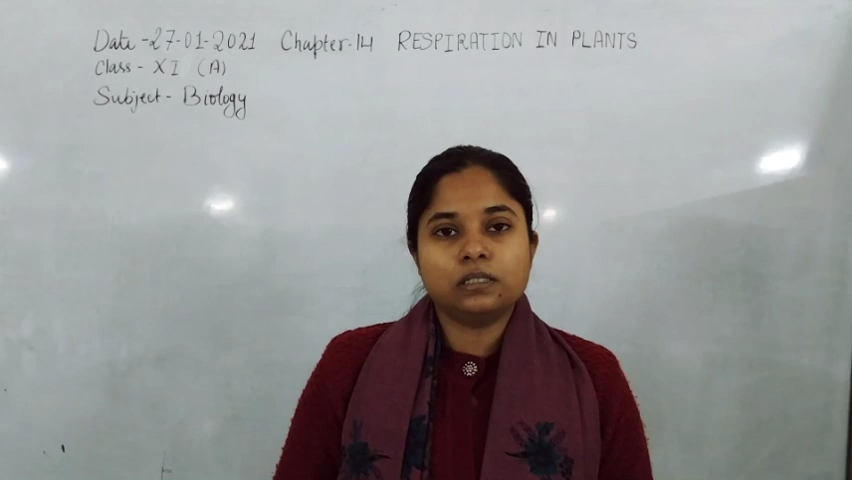 Date -27-01-2021 Chapter-14 RESPIRATION IN PLANTS
Class - XI (A)
Subject - Biology